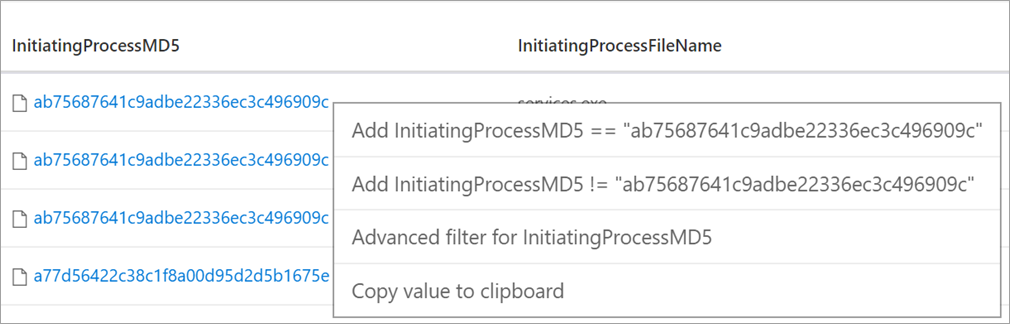 InitiatingProcessMD5 InitiatingProcessFileName
ab75687641c9adbe22336ec3c496909c services.exe
Add InitiatingProcessMD5 == "ab75687641c9adbe22336ec3c496909c"
ab75687641c9adbe22336ec3c496909c
Add InitiatingProcessMD5 != "ab75687641c9adbe22336ec3c496909c"
ab75687641c9adbe22336ec3c496909c
Advanced filter for InitiatingProcessMD5
a77d56422c38c1f8a00d95d2d5b1675e
Copy value to clipboard